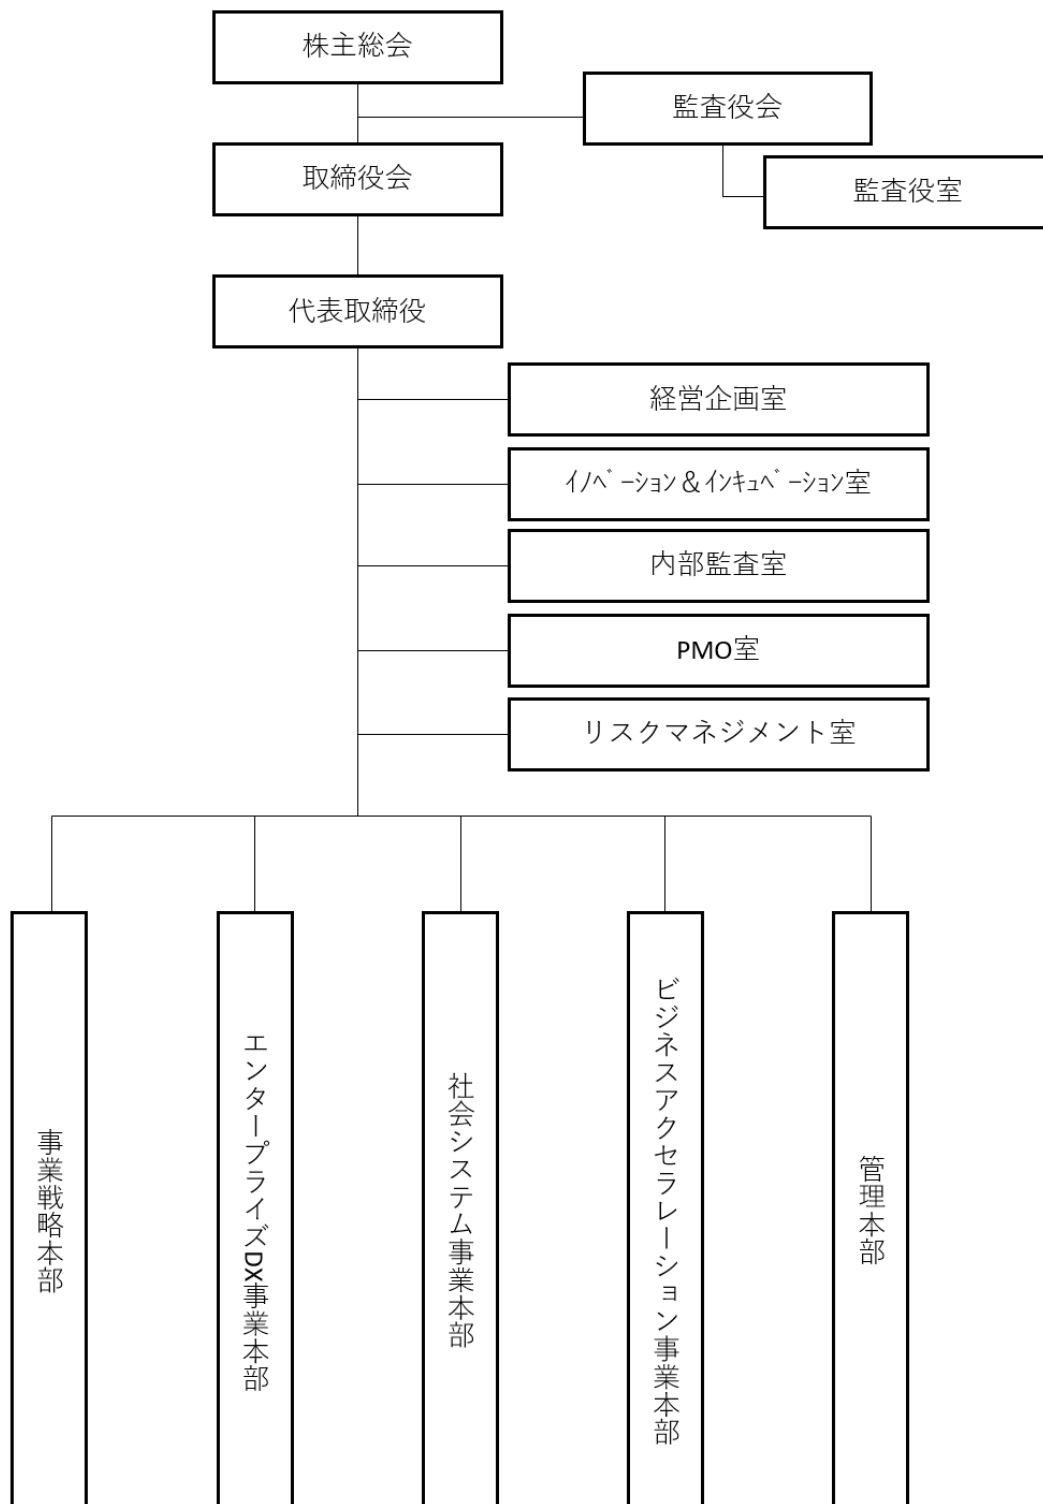 株主総会
監査役会
取締役会
監査役室
代表取締役
経営企画室
ｲﾉﾍﾞｰｼｮﾝ＆ｲﾝｷｭﾍﾞｰｼｮﾝ室
内部監査室
PMO室
リスクマネジメント室
事業戦略本部
エンタープライズDX事業本部
社会システム事業本部
ビジネスアクセラレーション事業本部
管理本部